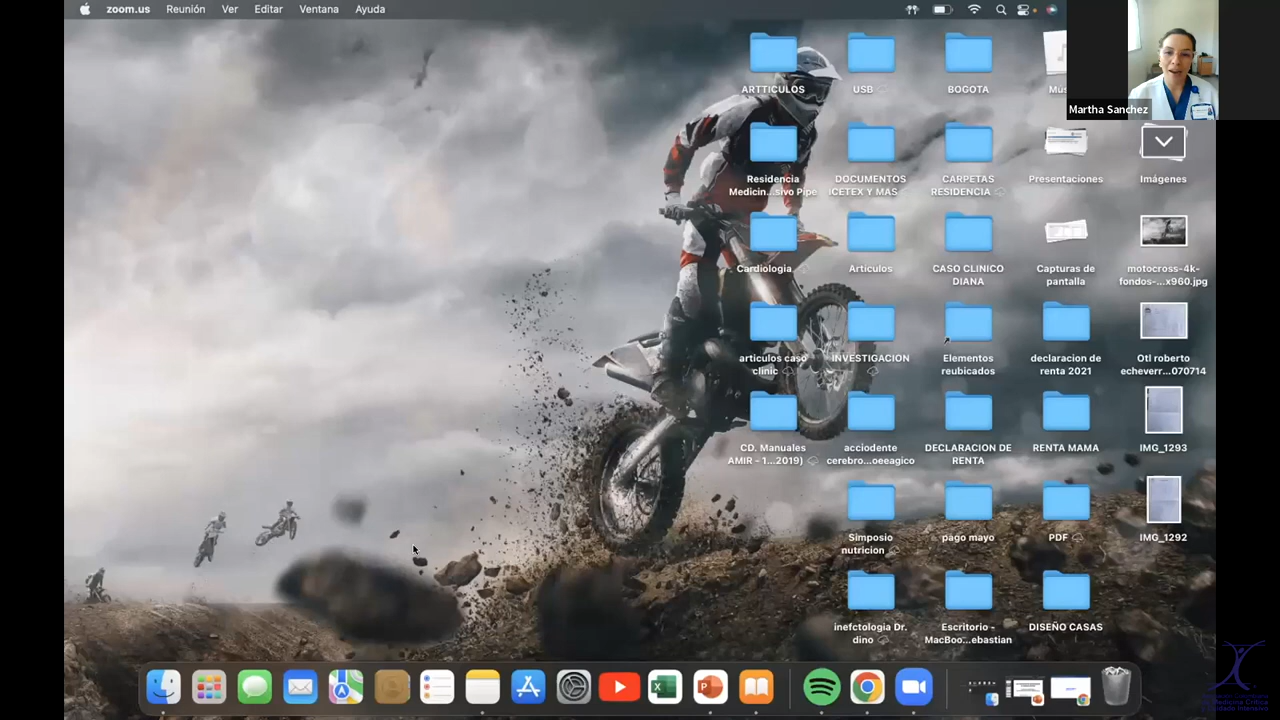 zoom.us Reunión Ver Editar Ventana Ayuda
Martha Sanchez
ARTTICULOS
USB
BOGOTA
Mús
Residencia
Medicin...sivo Pipe
DOCUMENTOS
ICETEX Y MAS
CARPETAS
RESIDENCIA
Presentaciones
Imágenes
Cardiologia
Articulos
CASO CLINICO
DIANA
Capturas de
pantalla
motocross-4k-
fondos-...x960.jpg
articulos caso
clinic
INVESTIGACION
Elementos
reubicados
declaracion de
renta 2021
Otl roberto
echeverr...070714
CD. Manuales
AMIR - 1...2019)
acciodente
cerebro...oeeagico
DECLARACION DE
RENTA
RENTA MAMA
IMG_1293
Simposio
nutricion
pago mayo
PDF
IMG_1292
inefctologia Dr.
dino
Escritorio -
MacBoo...ebastian
DISEÑO CASAS